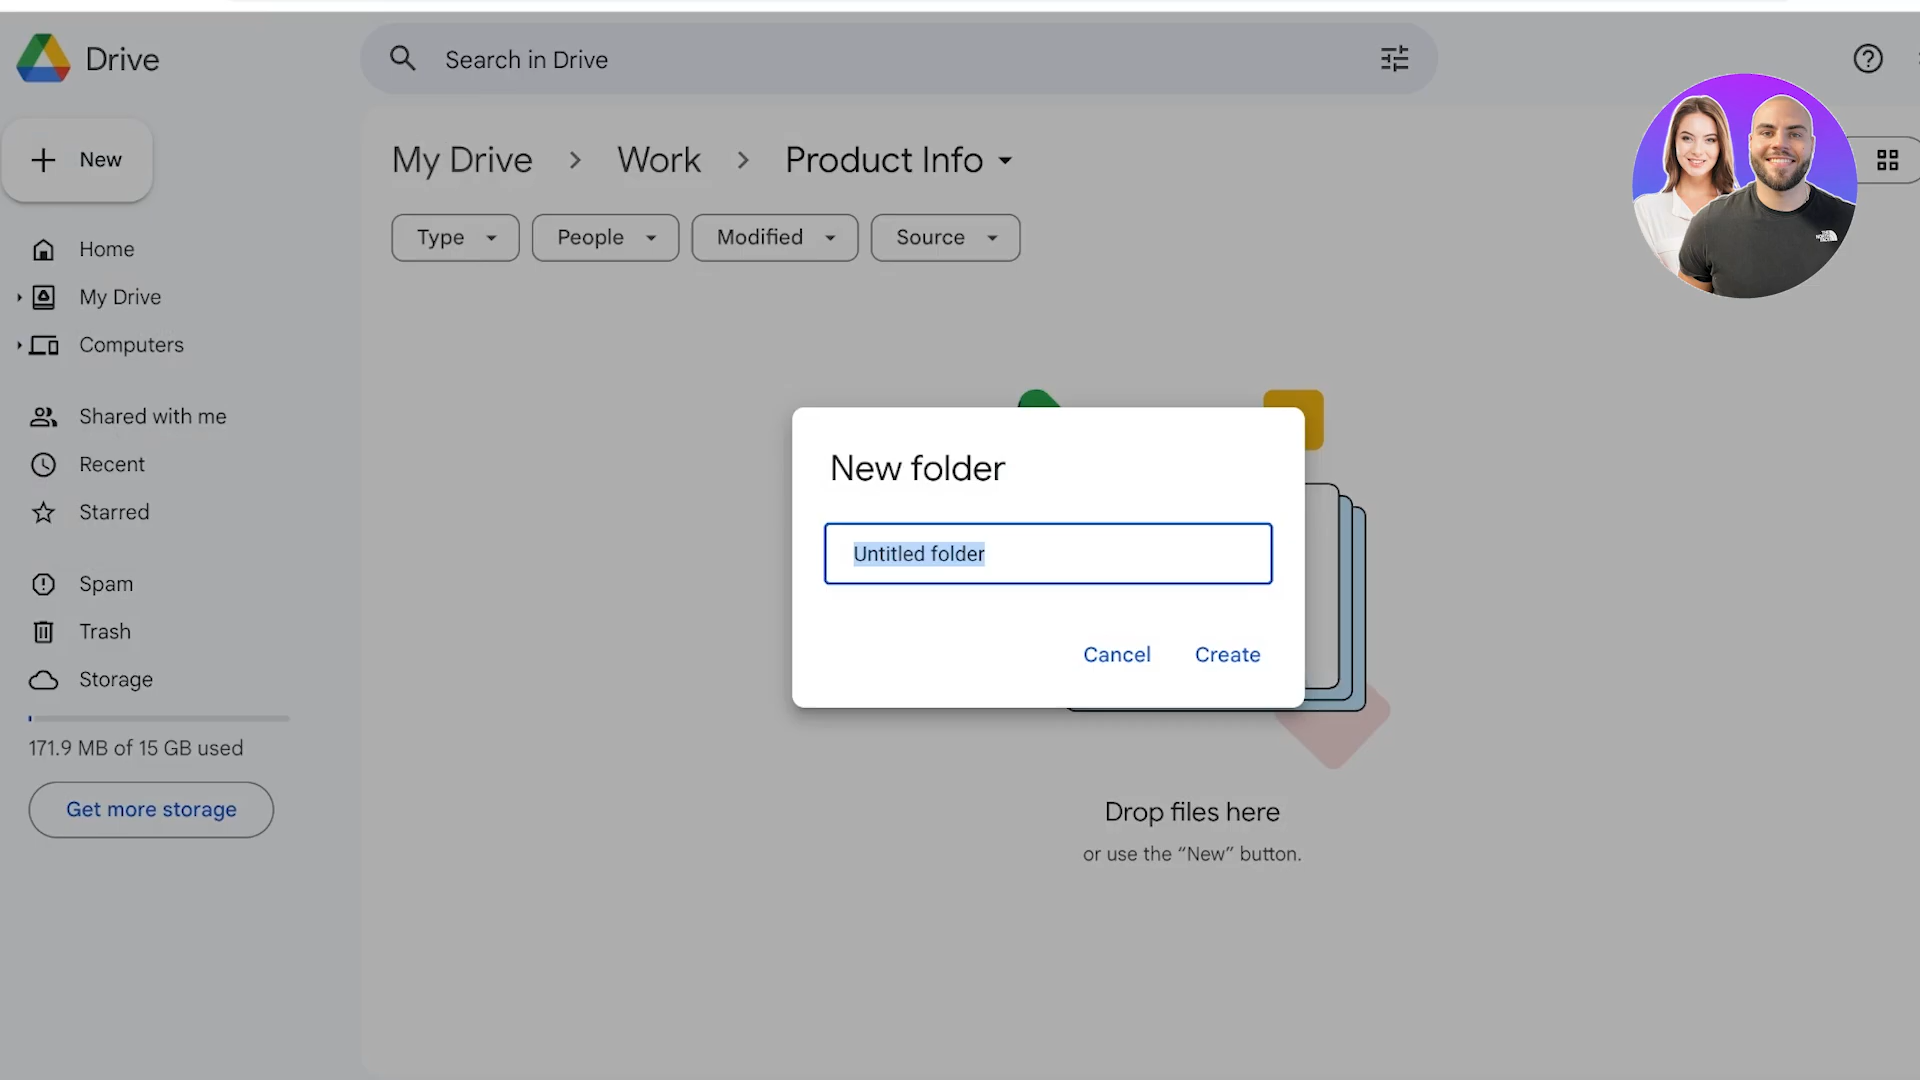 Drive
Search in Drive
New
My Drive
Work
Product Info
Type
People
Modified
Source
Home
My Drive
Computers
Shared with me
Recent
Starred
Spam
Trash
Storage
171.9 MB of 15 GB used
Get more storage
New folder
Untitled folder
Cancel
Create
Drop files here
or use the “New” button.